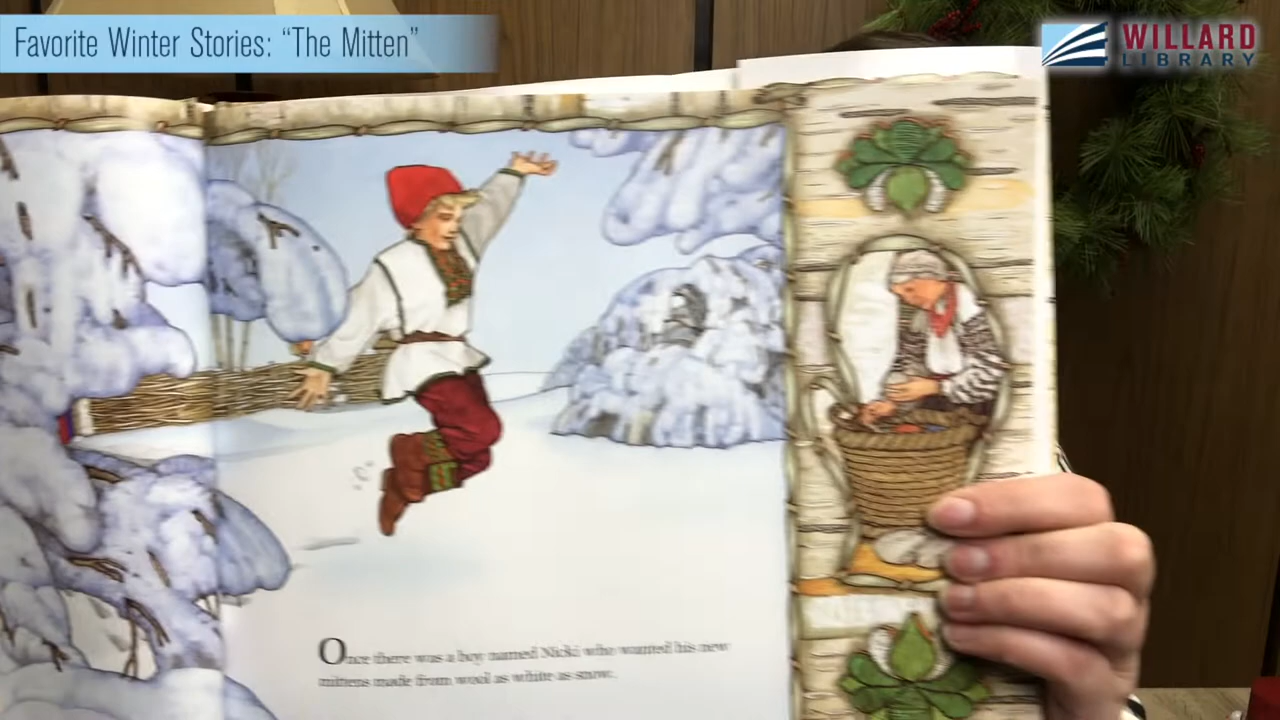 Favorite Winter Stories: “The Mitten”
WILLARD
LIBRARY
Once there was a boy named Nicki who wanted his new
mittens made from wool as white as snow.